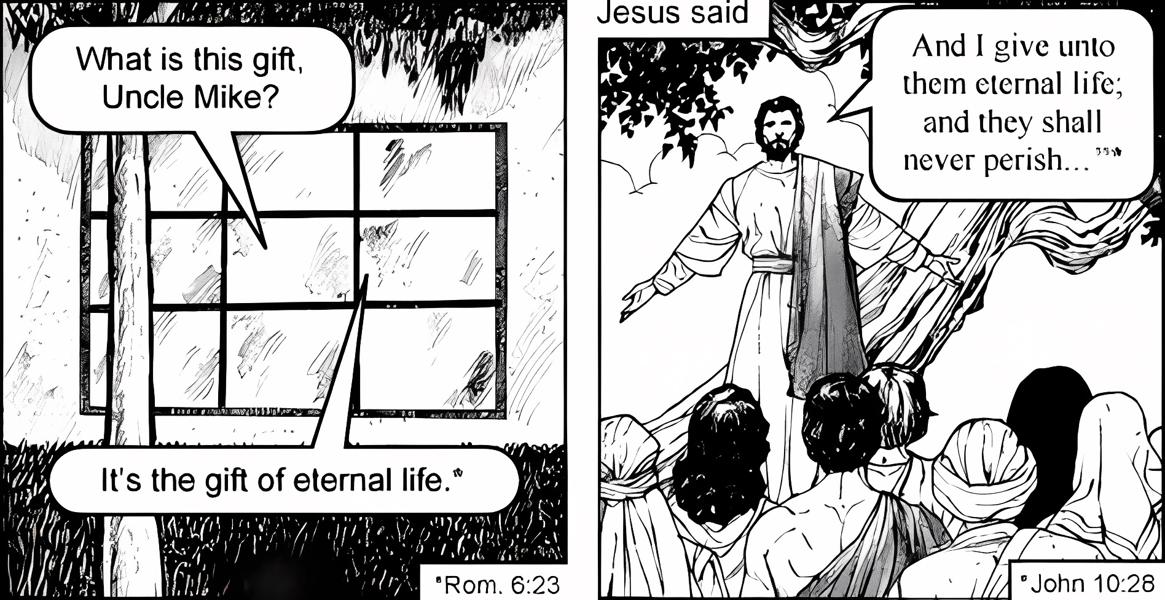 What is this gift,
Uncle Mike?
It's the gift of eternal life.*
*Rom. 6:23
Jesus said
And I give unto
them eternal life;
and they shall
never perish...
*John 10:28